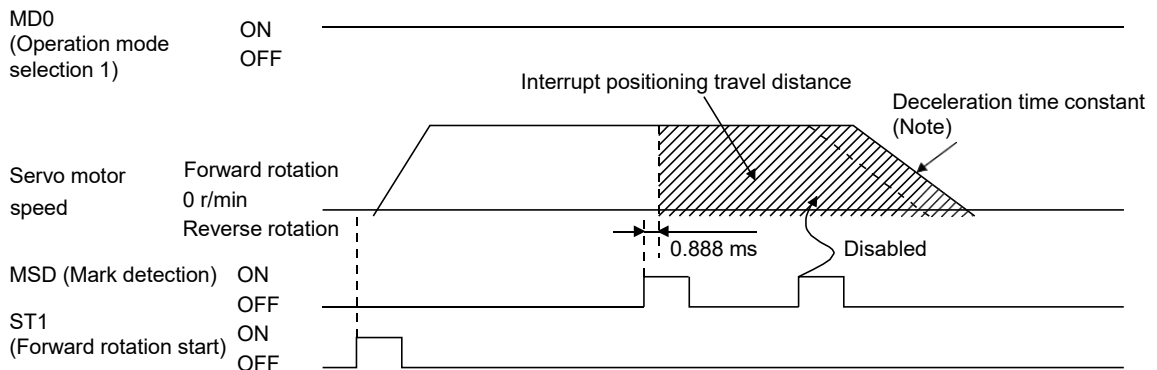 MD0
(Operation mode
selection 1)
ON
OFF
Interrupt positioning travel distance
Deceleration time constant
(Note)
Servo motor
speed
Forward rotation
0 r/min
Reverse rotation
0.888 ms
Disabled
MSD (Mark detection)
ON
OFF
ST1
(Forward rotation start)
ON
OFF